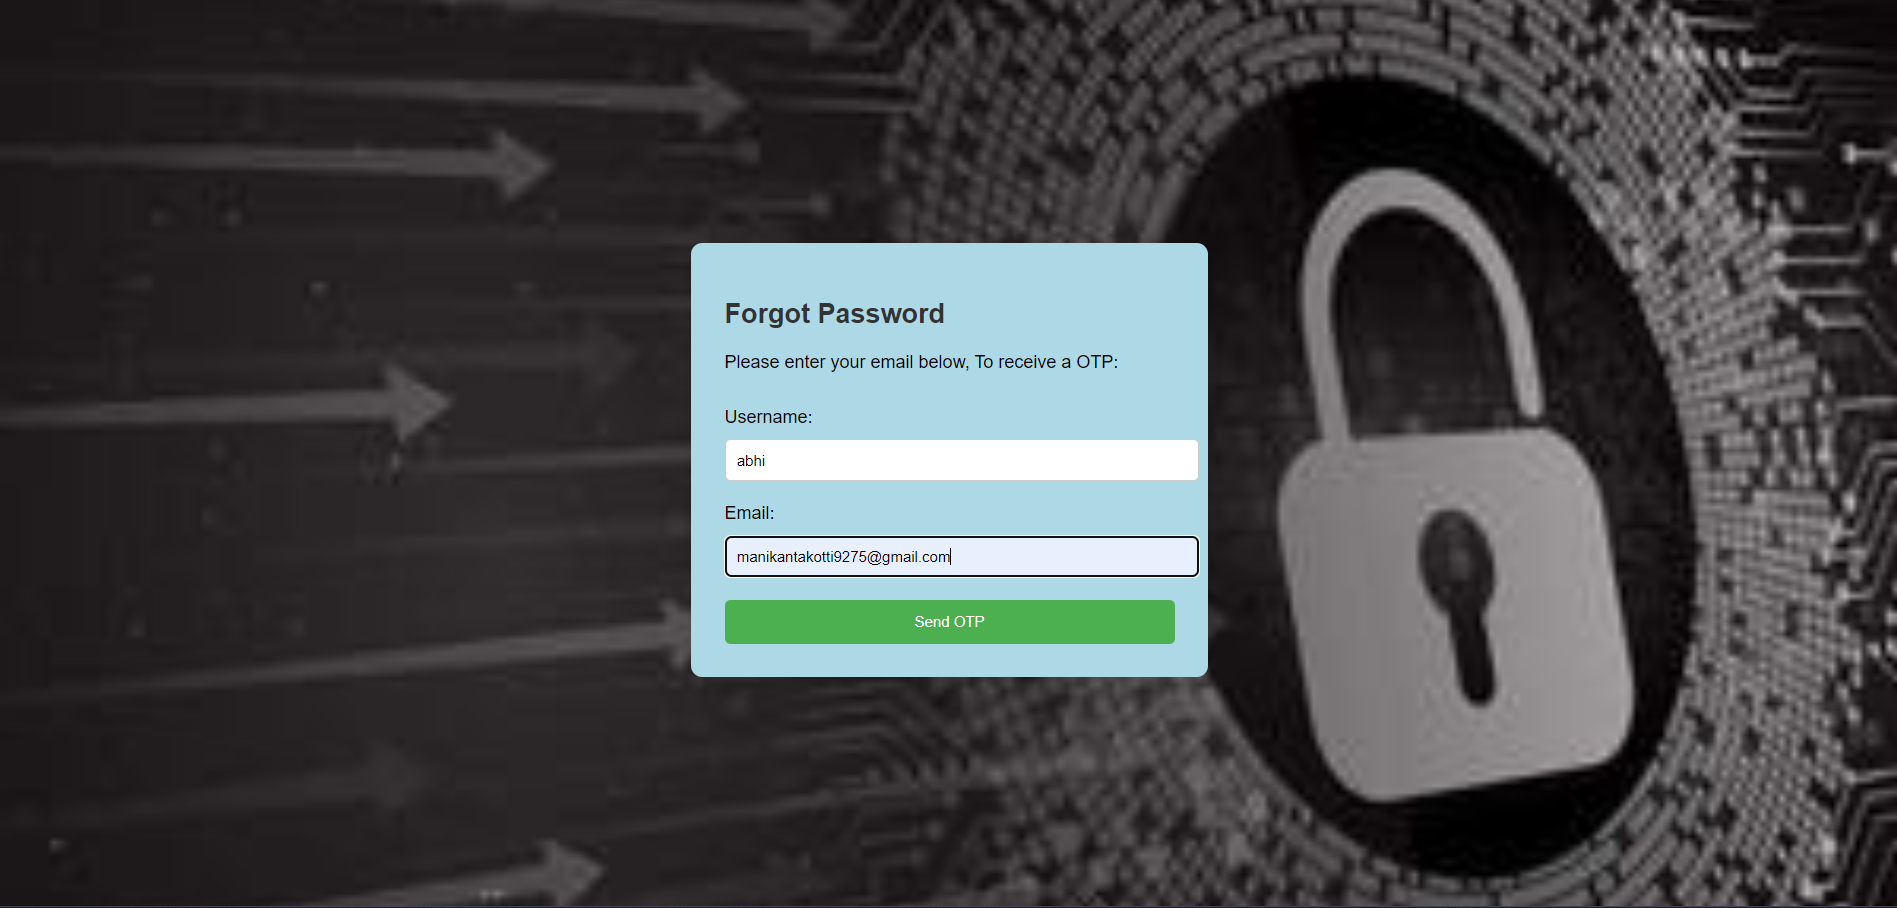 Forgot Password
Please enter your email below, To receive a OTP:
Username:
abhi
Email:
manikantakotti9275@gmail.com
Send OTP